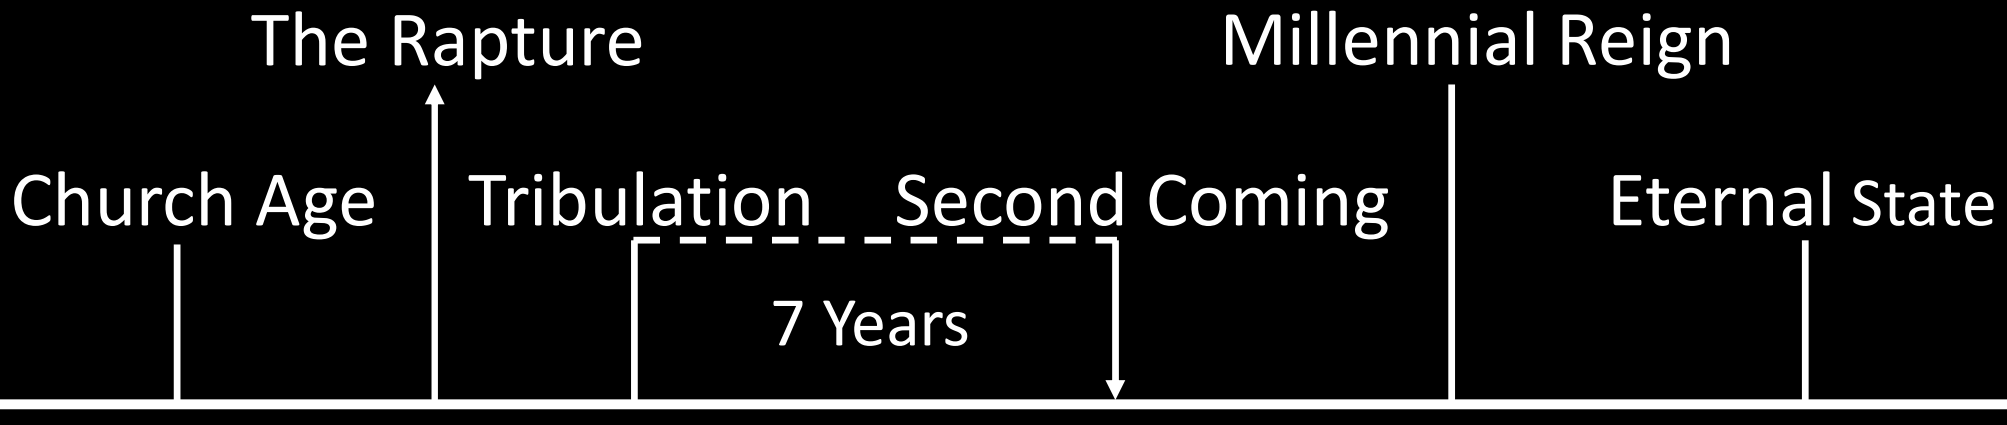 The Rapture
Millennial Reign
Church Age
Tribulation
Second Coming
Eternal State
7 Years